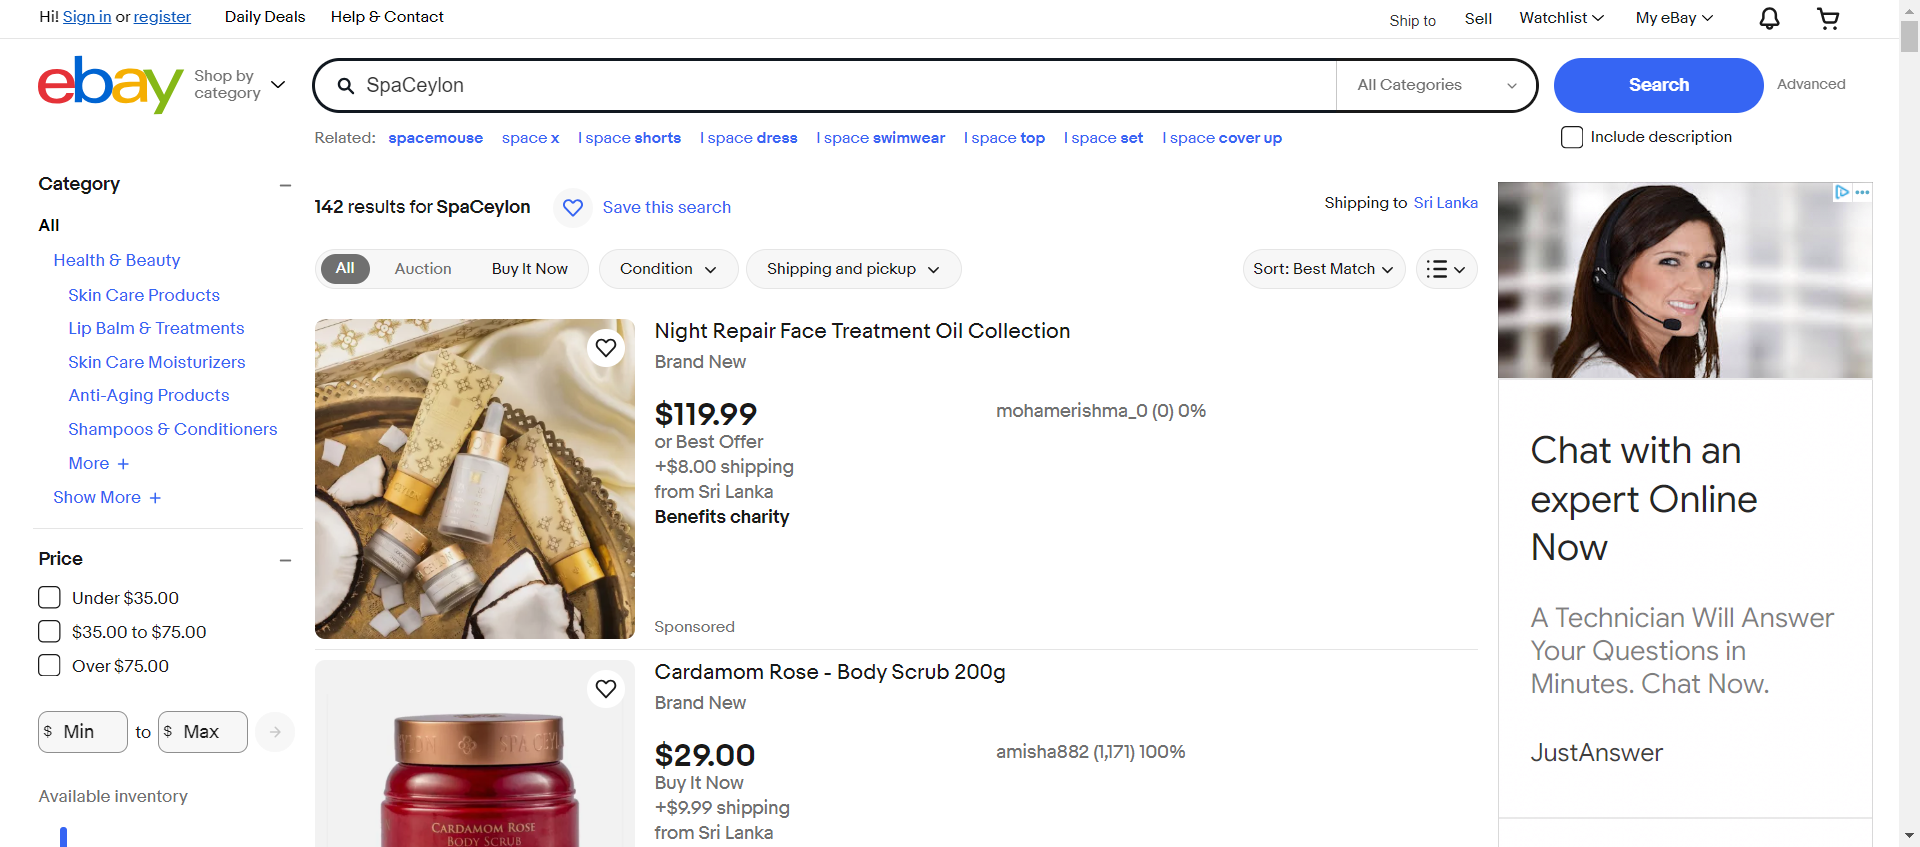 Hi! Sign in or register
Daily Deals
Help & Contact
Ship to
Sell
Watchlist
My eBay
ebay
Shop by
category
SpaCeylon
All Categories
Search
Advanced
Related:
spacemouse
space x
l space shorts
l space dress
l space swimwear
l space top
l space set
l space cover up
Include description
Category
All
Health & Beauty
Skin Care Products
Lip Balm & Treatments
Skin Care Moisturizers
Anti-Aging Products
Shampoos & Conditioners
More +
Show More +
Price
Under $35.00
$35.00 to $75.00
Over $75.00
$ Min to $ Max
Available inventory
142 results for SpaCeylon
Save this search
Shipping to Sri Lanka
All
Auction
Buy It Now
Condition
Shipping and pickup
Sort: Best Match
Night Repair Face Treatment Oil Collection
Brand New
$119.99
or Best Offer
+$8.00 shipping
from Sri Lanka
Benefits charity
mohamerishma_0 (0) 0%
Sponsored
Cardamom Rose - Body Scrub 200g
Brand New
$29.00
Buy It Now
+$9.99 shipping
from Sri Lanka
amisha882 (1,171) 100%
CARDAMOM ROSE
BODY SCRUB
Chat with an
expert Online
Now
A Technician Will Answer
Your Questions in
Minutes. Chat Now.
JustAnswer